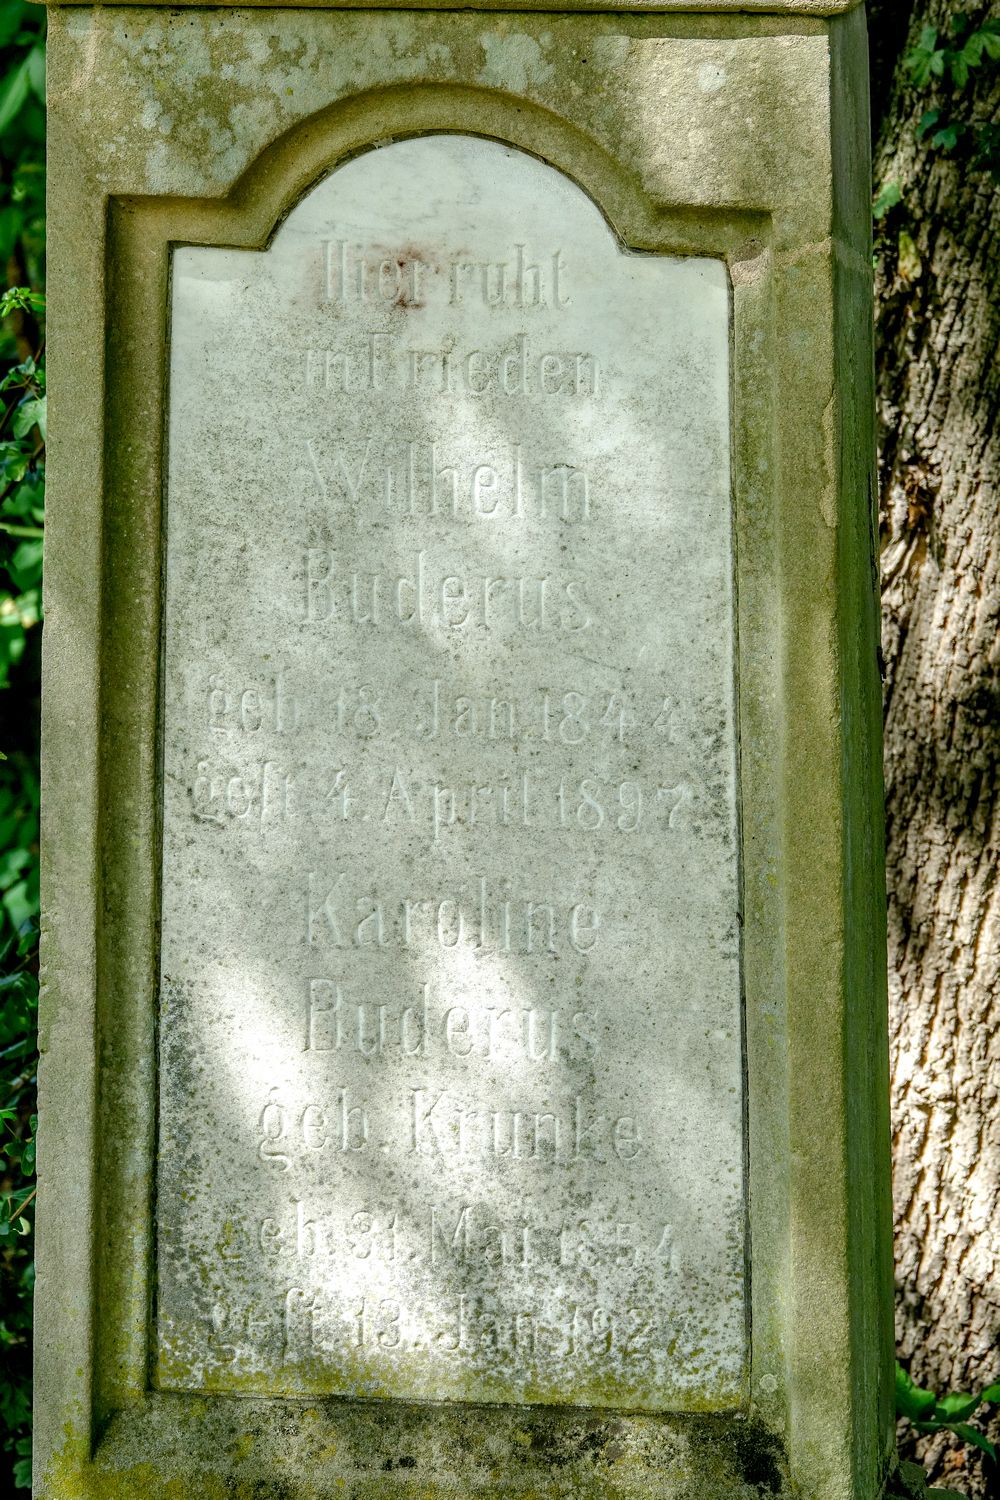 Hier ruht
in Frieden
Wilhelm
Buderus
geb. 18. Jan. 1844
geſt. 4. April 1897
Karoline
Buderus
geb. Krunke
geb. 31. Mai 1854
geſt. 13. Jan. 1927